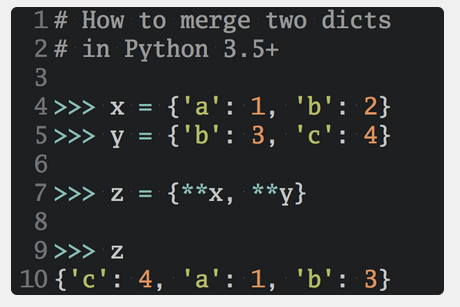 1 # How to merge two dicts
2 # in Python 3.5+
3
4 >>> x = {'a': 1, 'b': 2}
5 >>> y = {'b': 3, 'c': 4}
6
7 >>> z = {**x, **y}
8
9 >>> z
10 {'c': 4, 'a': 1, 'b': 3}